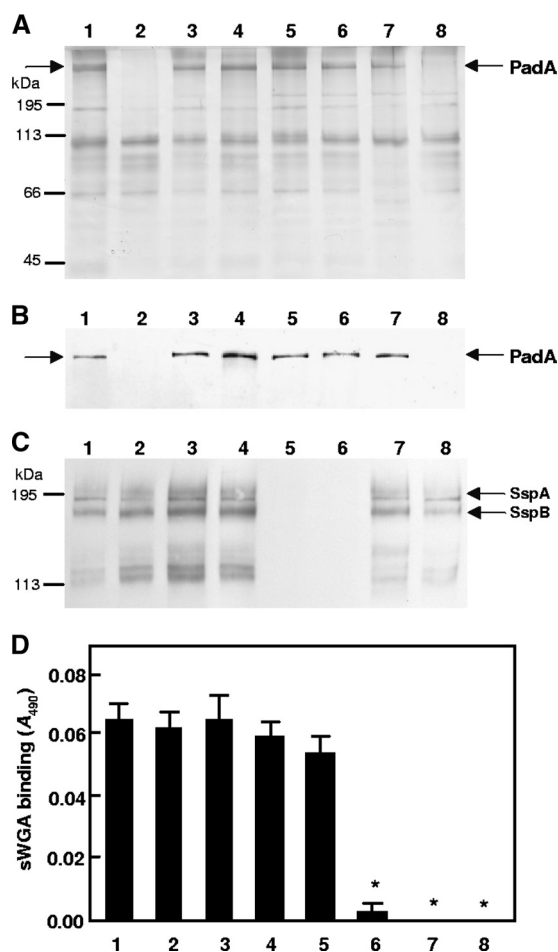 A
1 2 3 4 5 6 7 8
PadA
kDa
195
113
66
45
B
1 2 3 4 5 6 7 8
PadA
C
1 2 3 4 5 6 7 8
kDa
195
SspA
SspB
113
D
0.08
0.06
0.04
0.02
0.00
sWGA binding (A490)
* * *
1 2 3 4 5 6 7 8